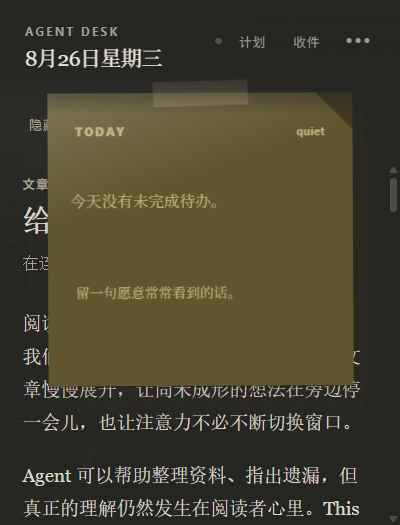 AGENT DESK
8月26日星期三
计划
收件
隐
TODAY
quiet
文章
给
今天没有未完成待办。
在
留一句愿意常常看到的话。
阅
我
文
章慢慢展开，让尚未成形的想法在旁边停
一会儿，也让注意力不必不断切换窗口。
Agent 可以帮助整理资料、指出遗漏，但
真正的理解仍然发生在阅读者心里。This